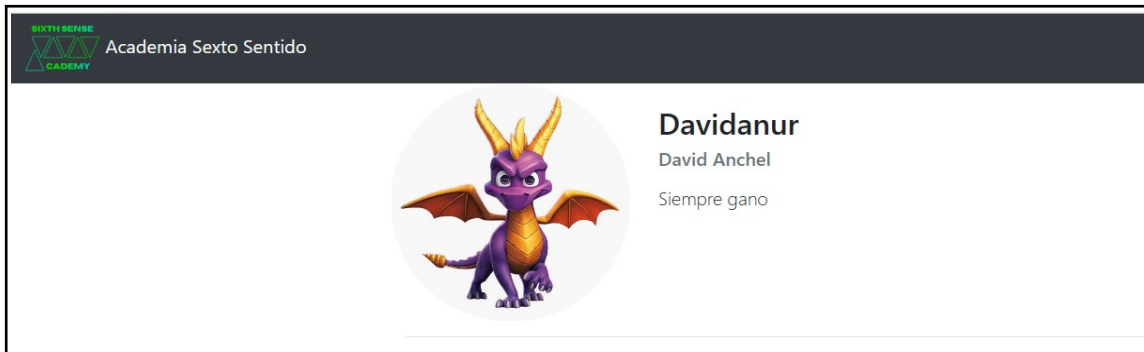 SIXTH SENSE
CADEMY
Academia Sexto Sentido
Davidanur
David Anchel
Siempre gano